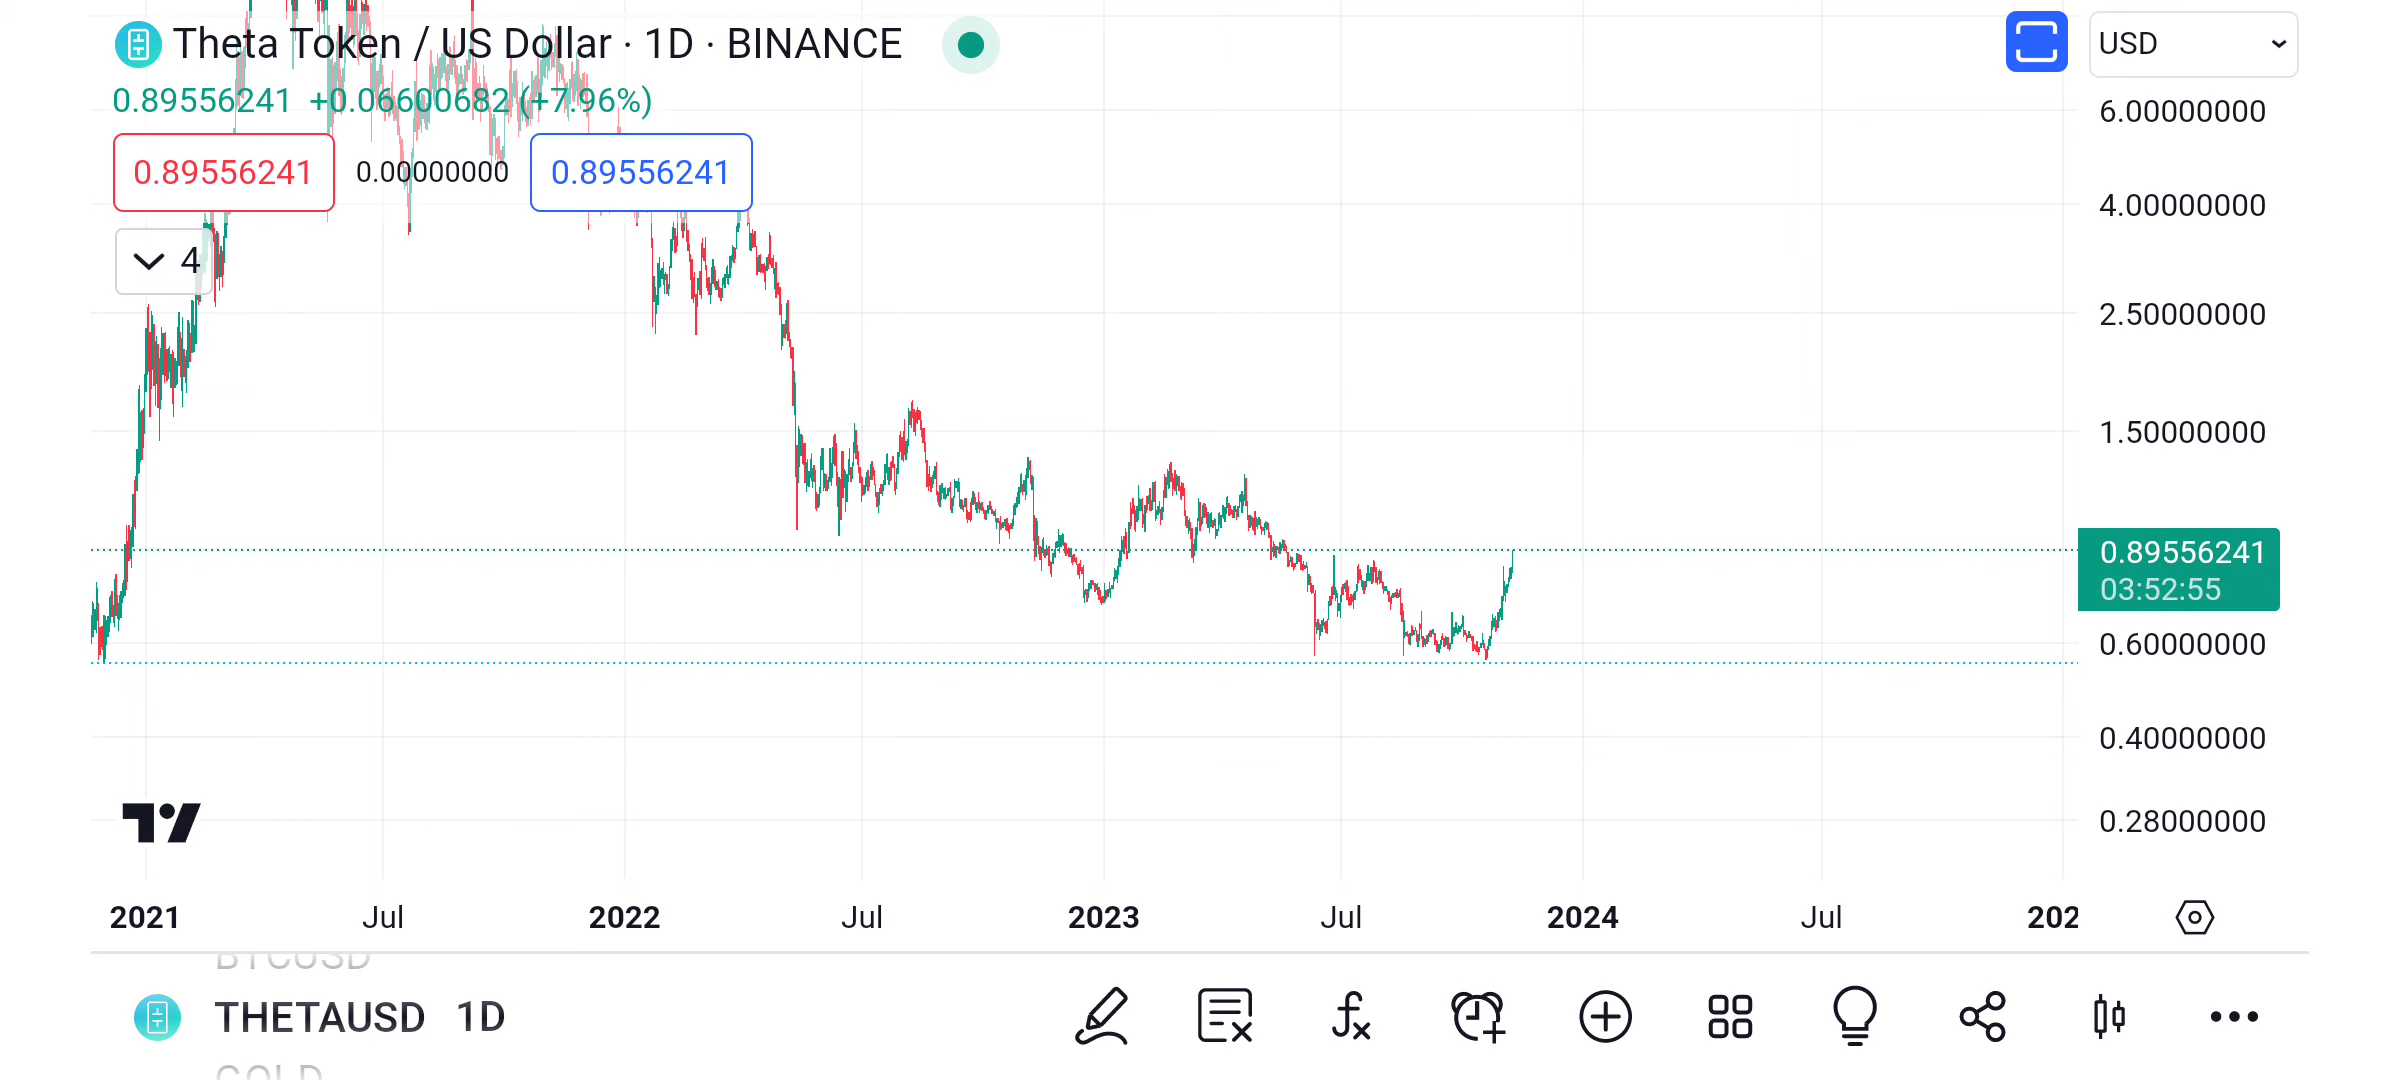 Theta Token / US Dollar · 1D · BINANCE
USD
0.89556241 +0.06600682 (+7.96%)
0.89556241 0.00000000 0.89556241
4
6.00000000
4.00000000
2.50000000
1.50000000
0.89556241
03:52:55
0.60000000
0.40000000
0.28000000
2021 Jul 2022 Jul 2023 Jul 2024 Jul 202
BTCUSD
THETAUSD 1D
GOLD